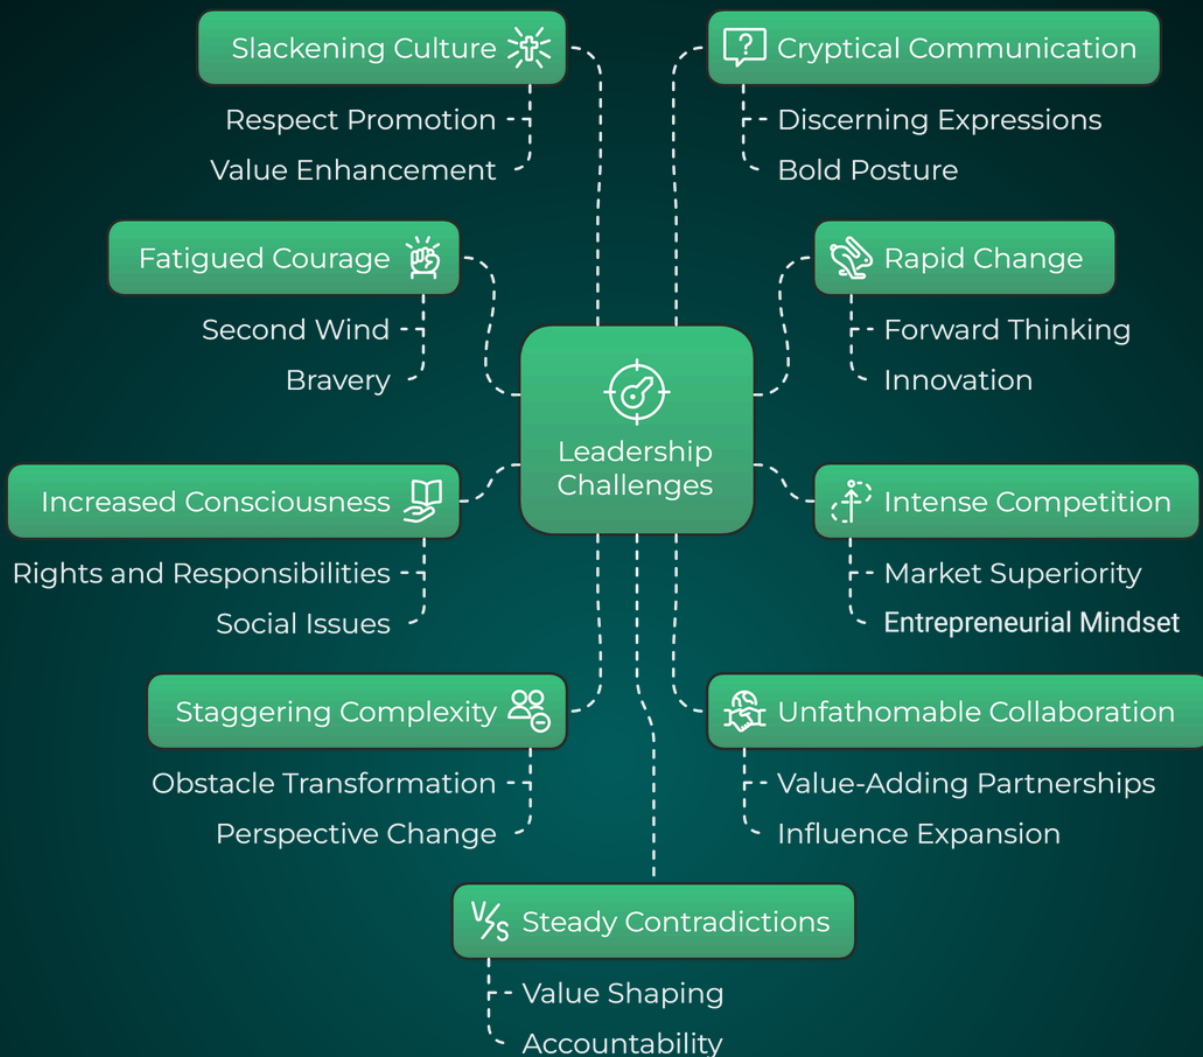 Slackening Culture
Respect Promotion
Value Enhancement
Cryptical Communication
?
Discerning Expressions
Bold Posture
Fatigued Courage
Second Wind
Bravery
Rapid Change
Forward Thinking
Innovation
Leadership
Challenges
Increased Consciousness
Rights and Responsibilities
Social Issues
Intense Competition
Market Superiority
Entrepreneurial Mindset
Staggering Complexity
Obstacle Transformation
Perspective Change
Unfathomable Collaboration
Value-Adding Partnerships
Influence Expansion
V/S Steady Contradictions
Value Shaping
Accountability